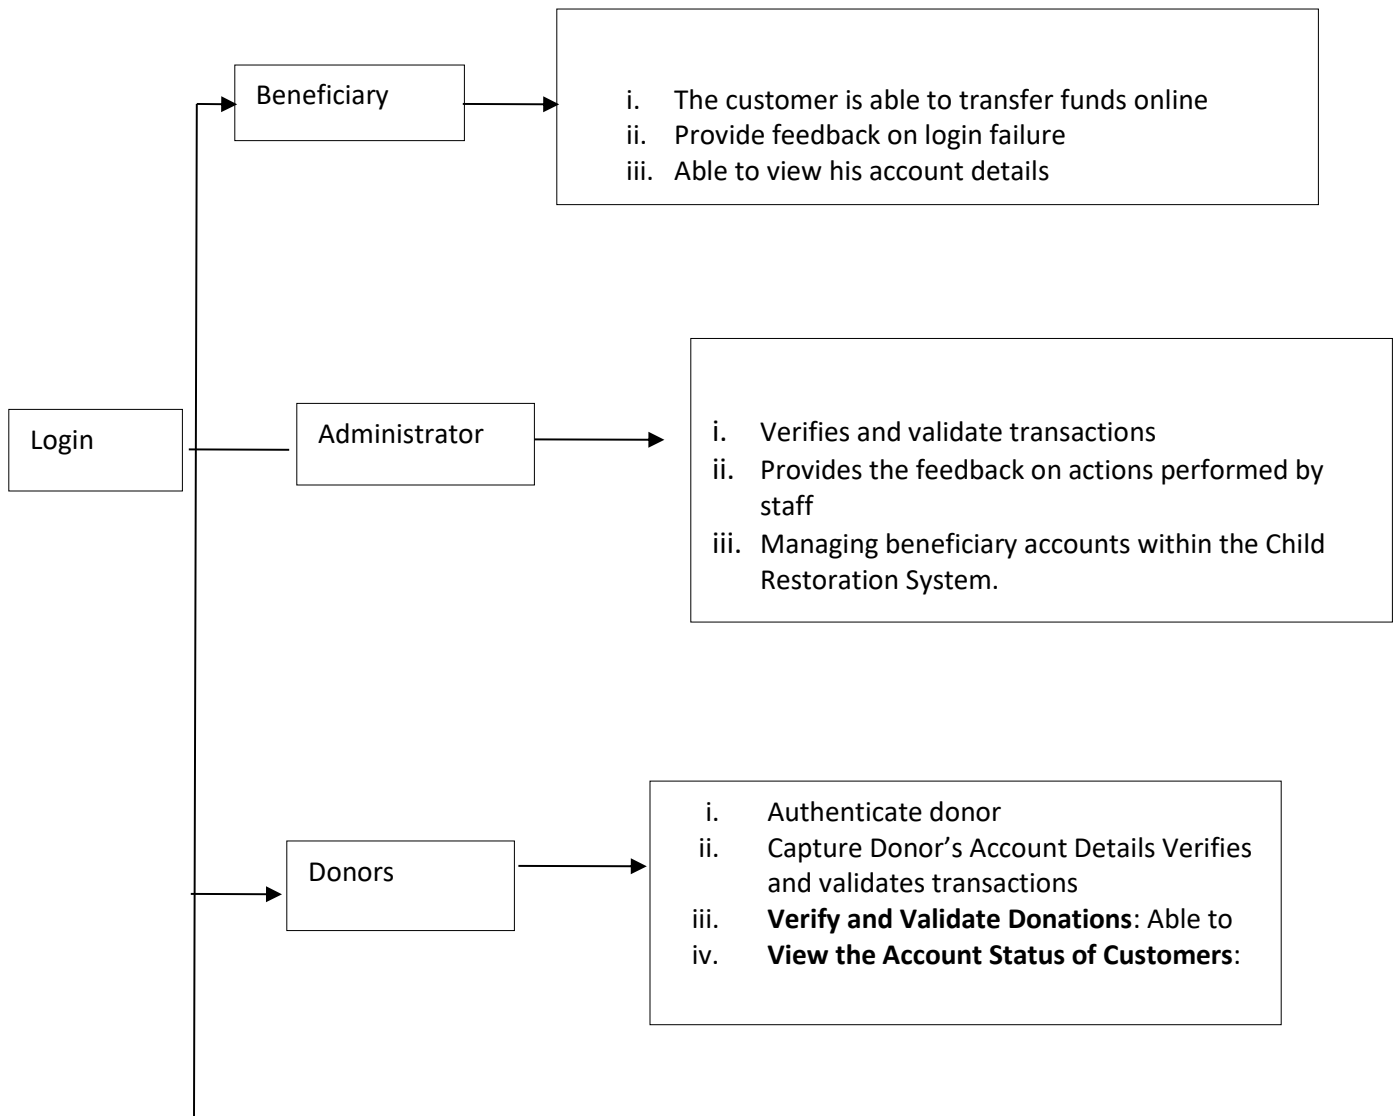 Beneficiary
i. The customer is able to transfer funds online
ii. Provide feedback on login failure
iii. Able to view his account details
Login
Administrator
i. Verifies and validate transactions
ii. Provides the feedback on actions performed by
staff
iii. Managing beneficiary accounts within the Child
Restoration System.
Donors
i. Authenticate donor
ii. Capture Donor’s Account Details Verifies
and validates transactions
iii. Verify and Validate Donations: Able to
iv. View the Account Status of Customers: